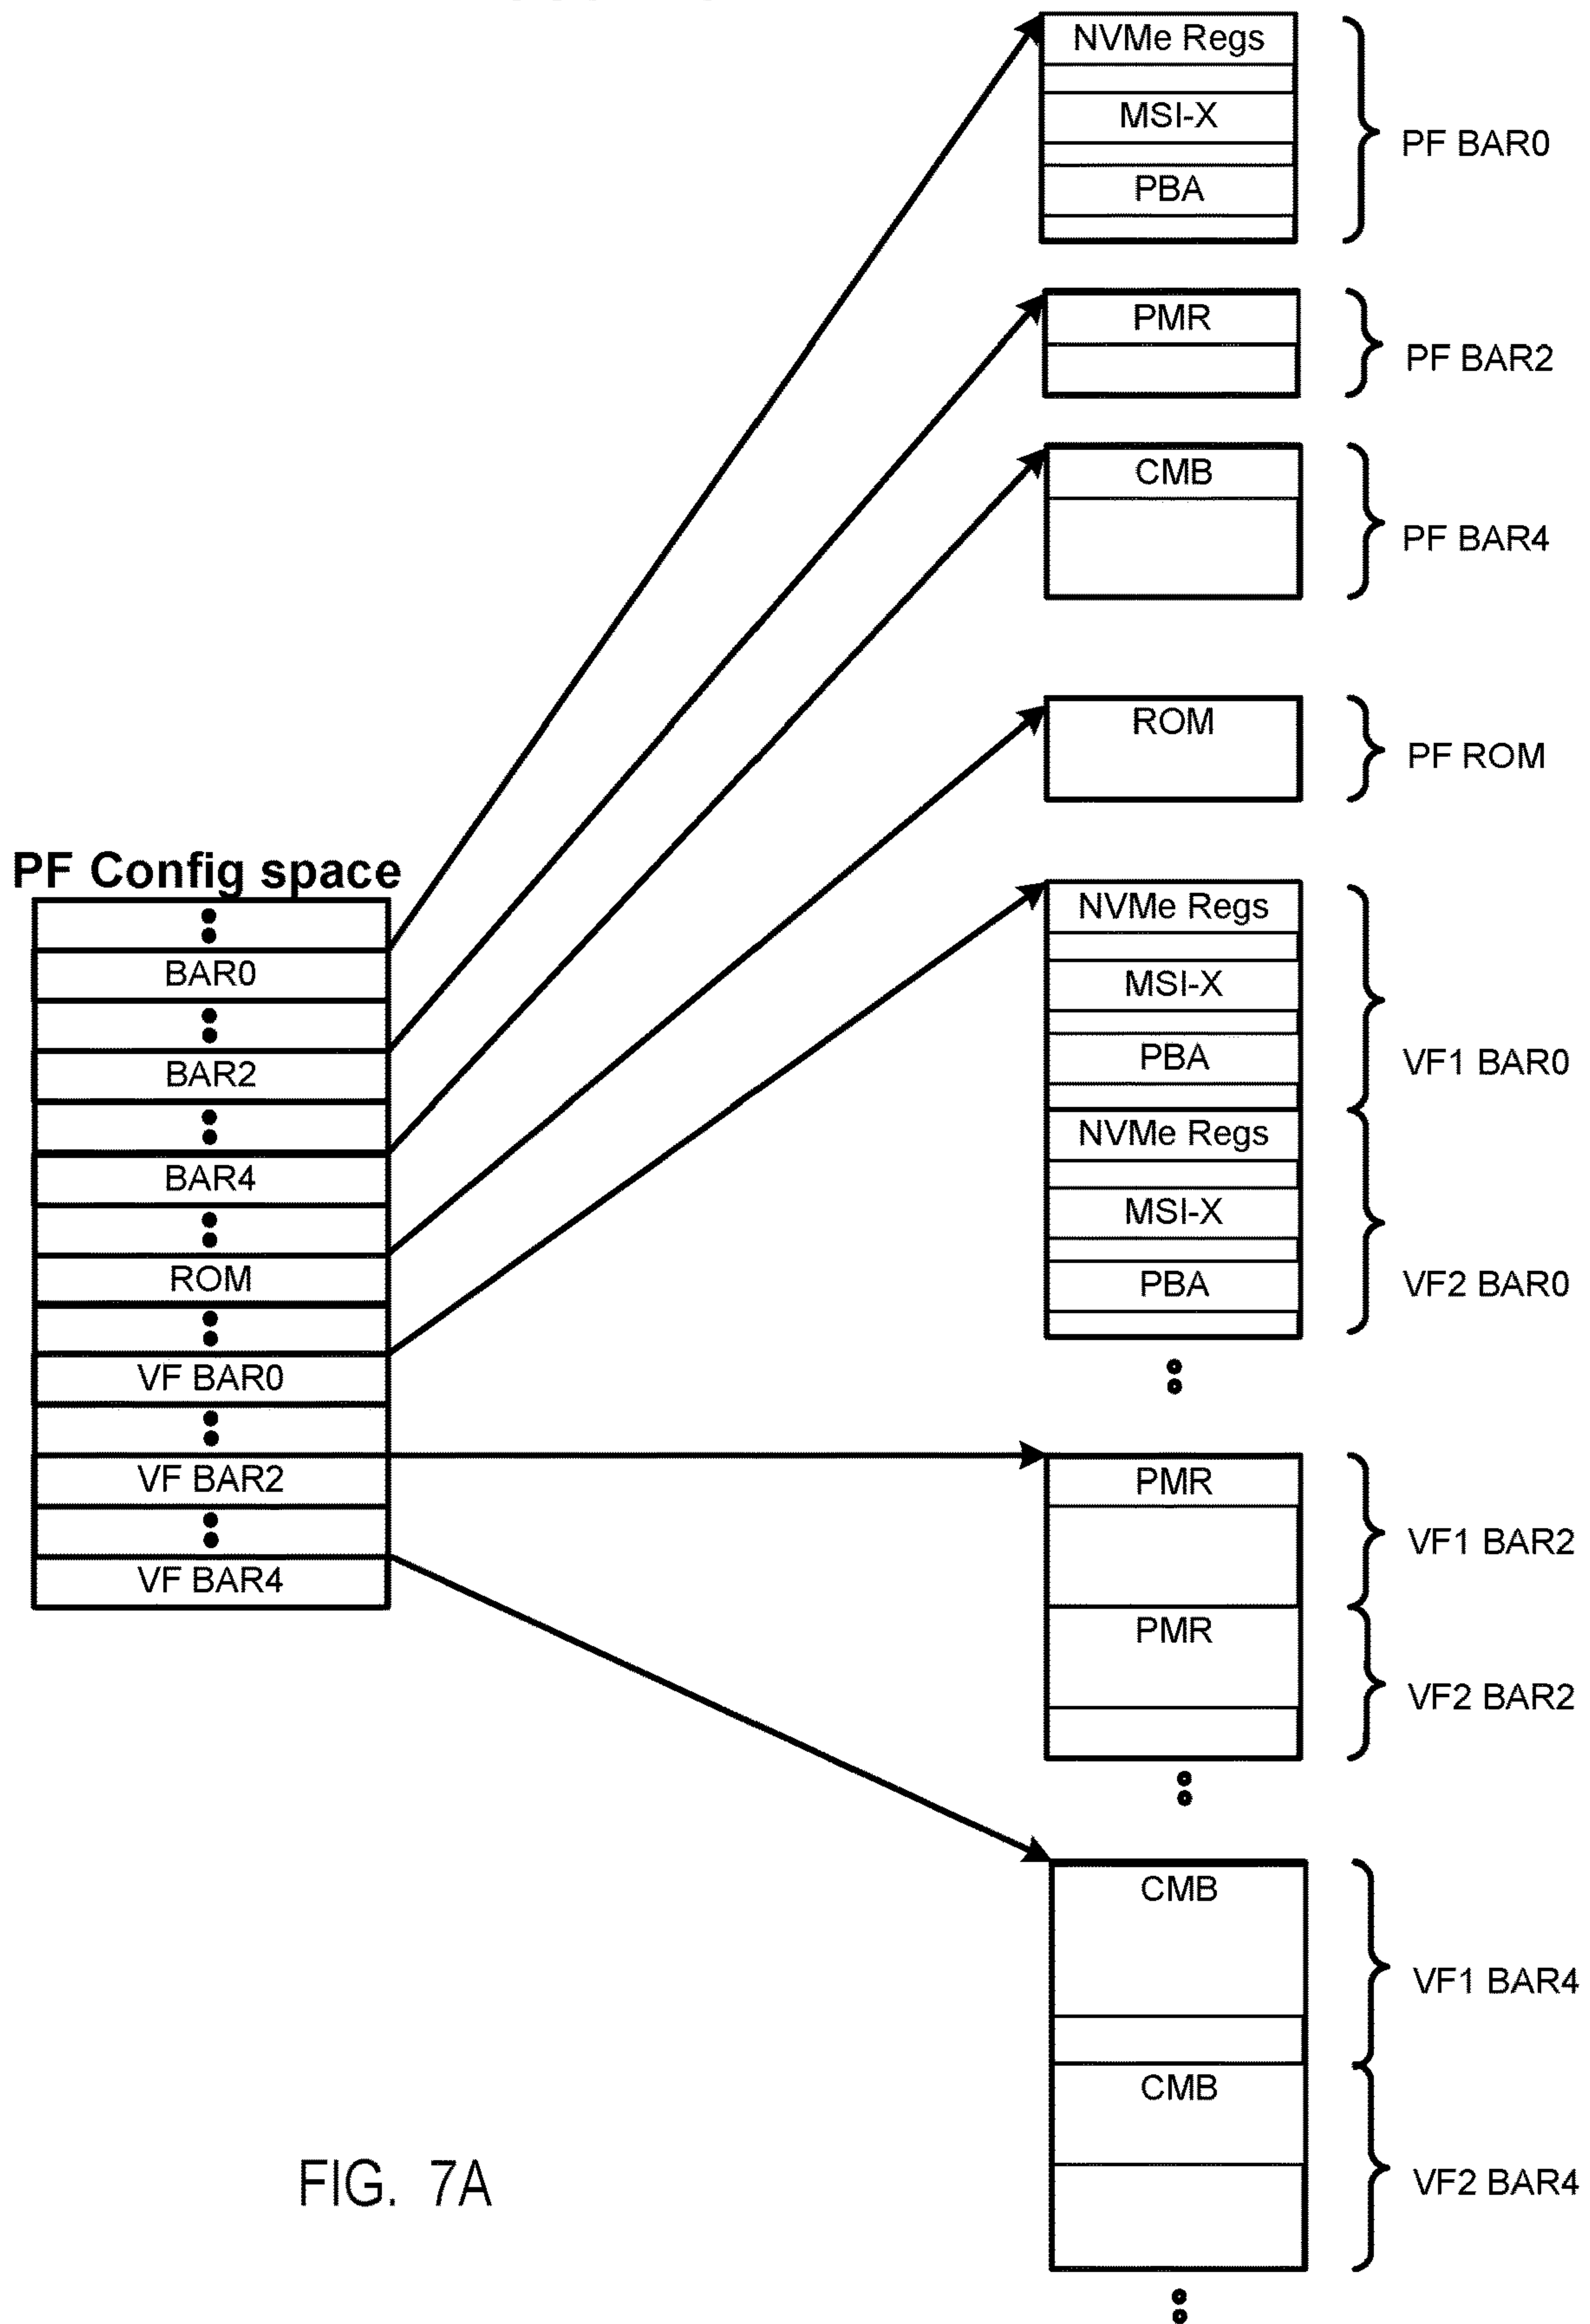 NVMe Regs
MSI-X
PBA
PF BAR0
PMR
PF BAR2
CMB
PF BAR4
ROM
PF ROM
PF Config space
BAR0
BAR2
BAR4
ROM
VF BAR0
VF BAR2
VF BAR4
NVMe Regs
MSI-X
PBA
VF1 BAR0
NVMe Regs
MSI-X
PBA
VF2 BAR0
PMR
VF1 BAR2
PMR
VF2 BAR2
CMB
VF1 BAR4
CMB
VF2 BAR4
FIG. 7A